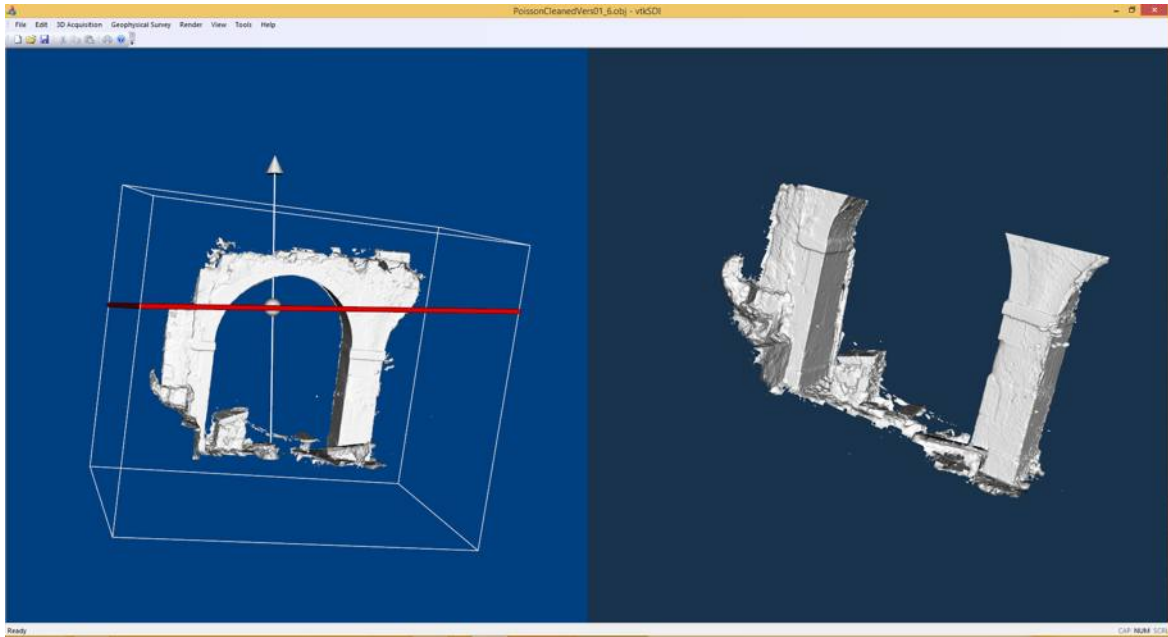 PoissonCleanedVers01_6.obj - vtkSDI
File Edit 3D Acquisition Geophysical Survey Render View Tools Help
Ready CAP NUM SCRL